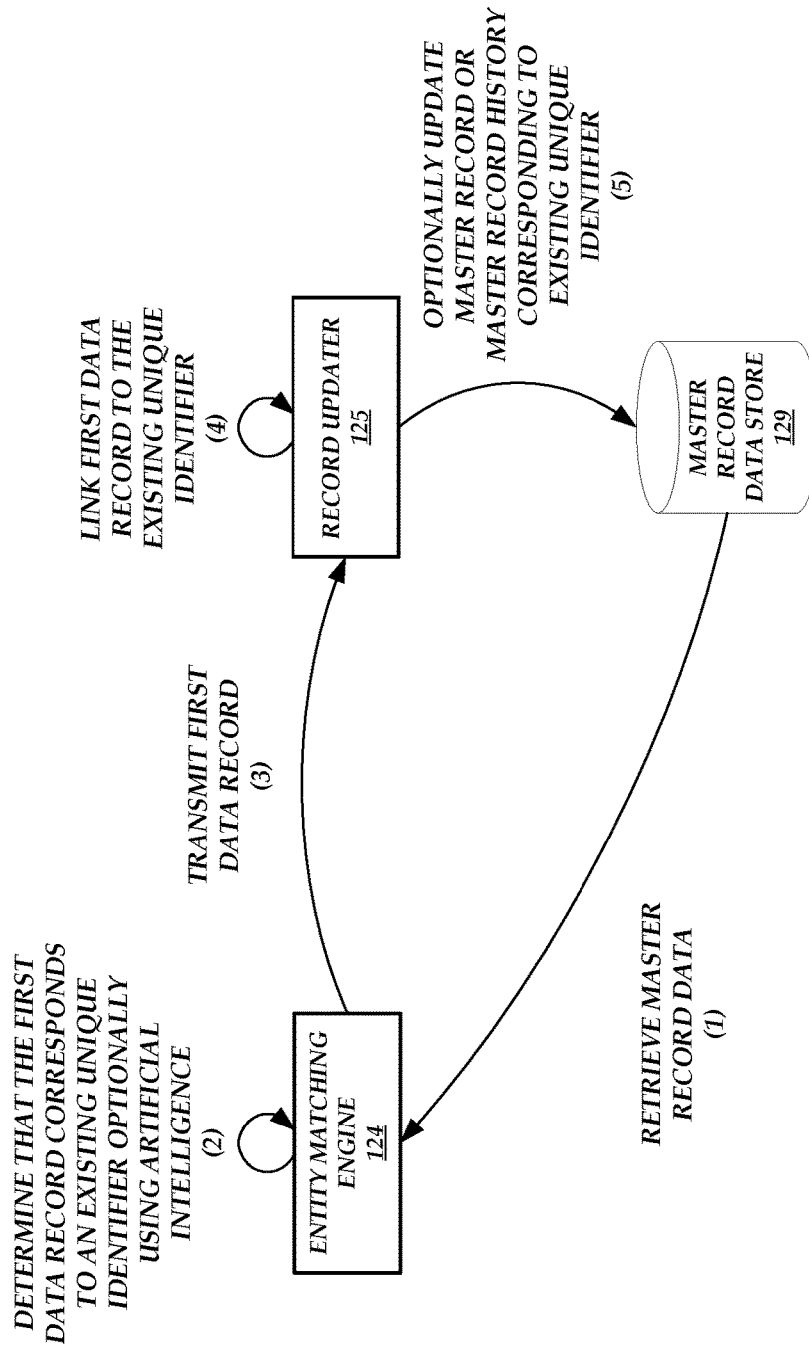 DETERMINE THAT THE FIRST
DATA RECORD CORRESPONDS
TO AN EXISTING UNIQUE
IDENTIFIER OPTIONALLY
USING ARTIFICIAL
INTELLIGENCE
(2)
ENTITY MATCHING
ENGINE
124
TRANSMIT FIRST
DATA RECORD
(3)
LINK FIRST DATA
RECORD TO THE
EXISTING UNIQUE
IDENTIFIER
(4)
RECORD UPDATER
125
OPTIONALLY UPDATE
MASTER RECORD OR
MASTER RECORD HISTORY
CORRESPONDING TO
EXISTING UNIQUE
IDENTIFIER
(5)
MASTER
RECORD
DATA STORE
129
RETRIEVE MASTER
RECORD DATA
(1)